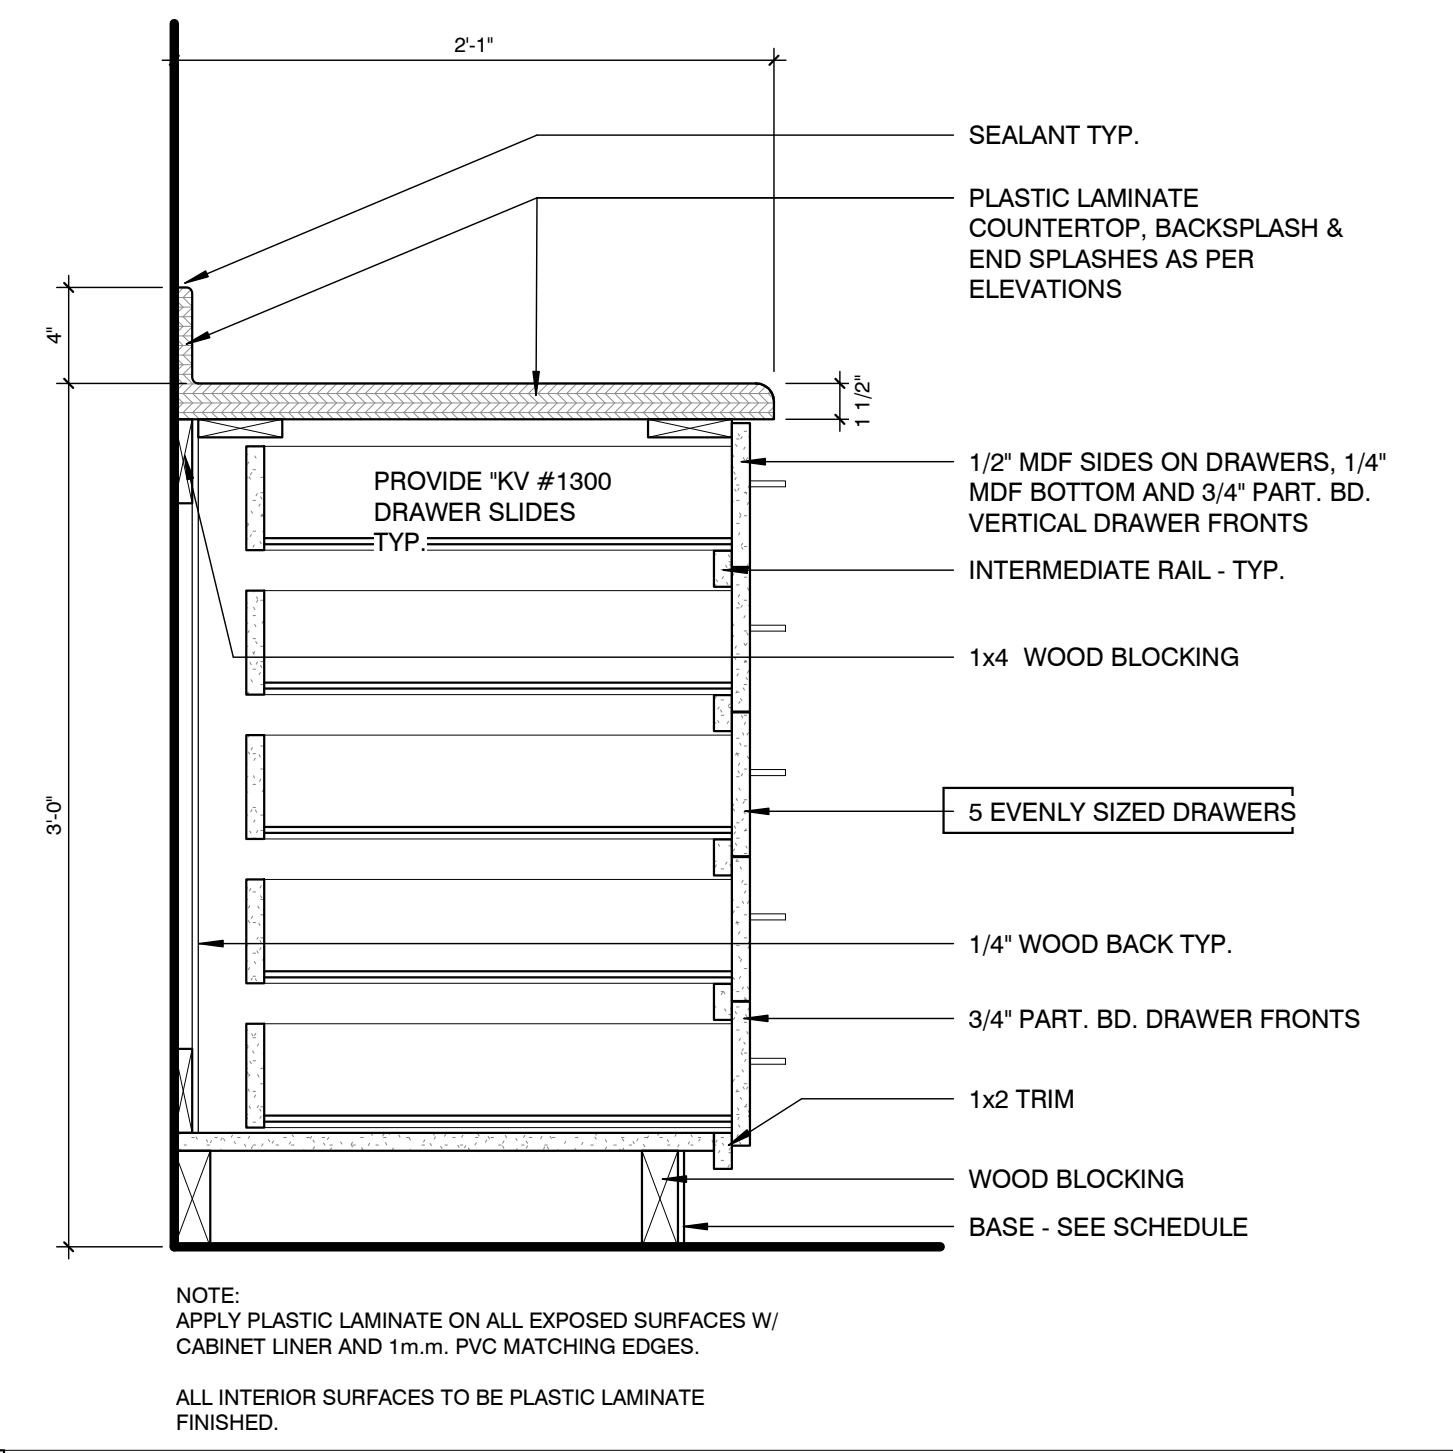 2'-1"
SEALANT TYP.
PLASTIC LAMINATE
COUNTERTOP, BACKSPLASH &
END SPLASHES AS PER
ELEVATIONS
4"
1 1/2"
1/2" MDF SIDES ON DRAWERS, 1/4"
MDF BOTTOM AND 3/4" PART. BD.
VERTICAL DRAWER FRONTS
PROVIDE "KV #1300
DRAWER SLIDES
TYP.
INTERMEDIATE RAIL - TYP.
1x4 WOOD BLOCKING
3'-0"
5 EVENLY SIZED DRAWERS
1/4" WOOD BACK TYP.
3/4" PART. BD. DRAWER FRONTS
1x2 TRIM
WOOD BLOCKING
BASE - SEE SCHEDULE
NOTE:
APPLY PLASTIC LAMINATE ON ALL EXPOSED SURFACES W/
CABINET LINER AND 1m.m. PVC MATCHING EDGES.
ALL INTERIOR SURFACES TO BE PLASTIC LAMINATE
FINISHED.